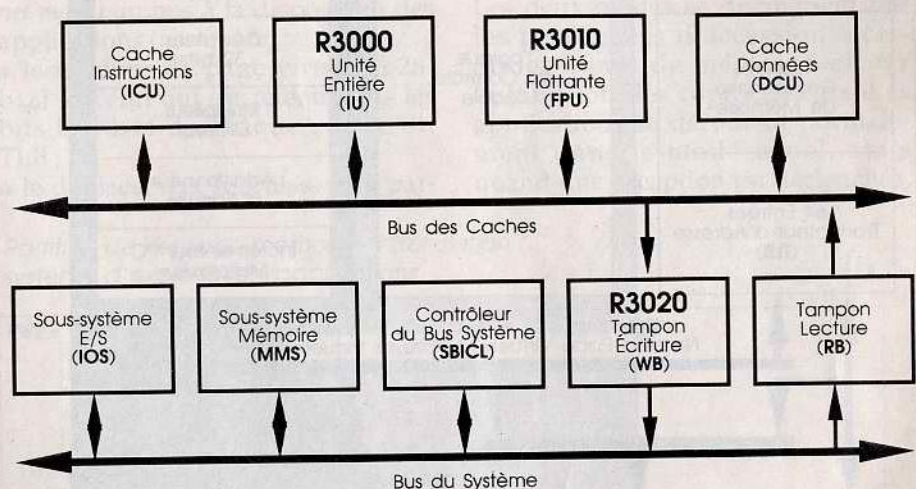 Cache
Instructions
(ICU)
R3000
Unité
Entière
(IU)
R3010
Unité
Flottante
(FPU)
Cache
Données
(DCU)
Bus des Caches
Sous-système
E/S
(IOS)
Sous-système
Mémoire
(MMS)
Contrôleur
du Bus Système
(SBICL)
R3020
Tampon
Écriture
(WB)
Tampon
Lecture
(RB)
Bus du Système